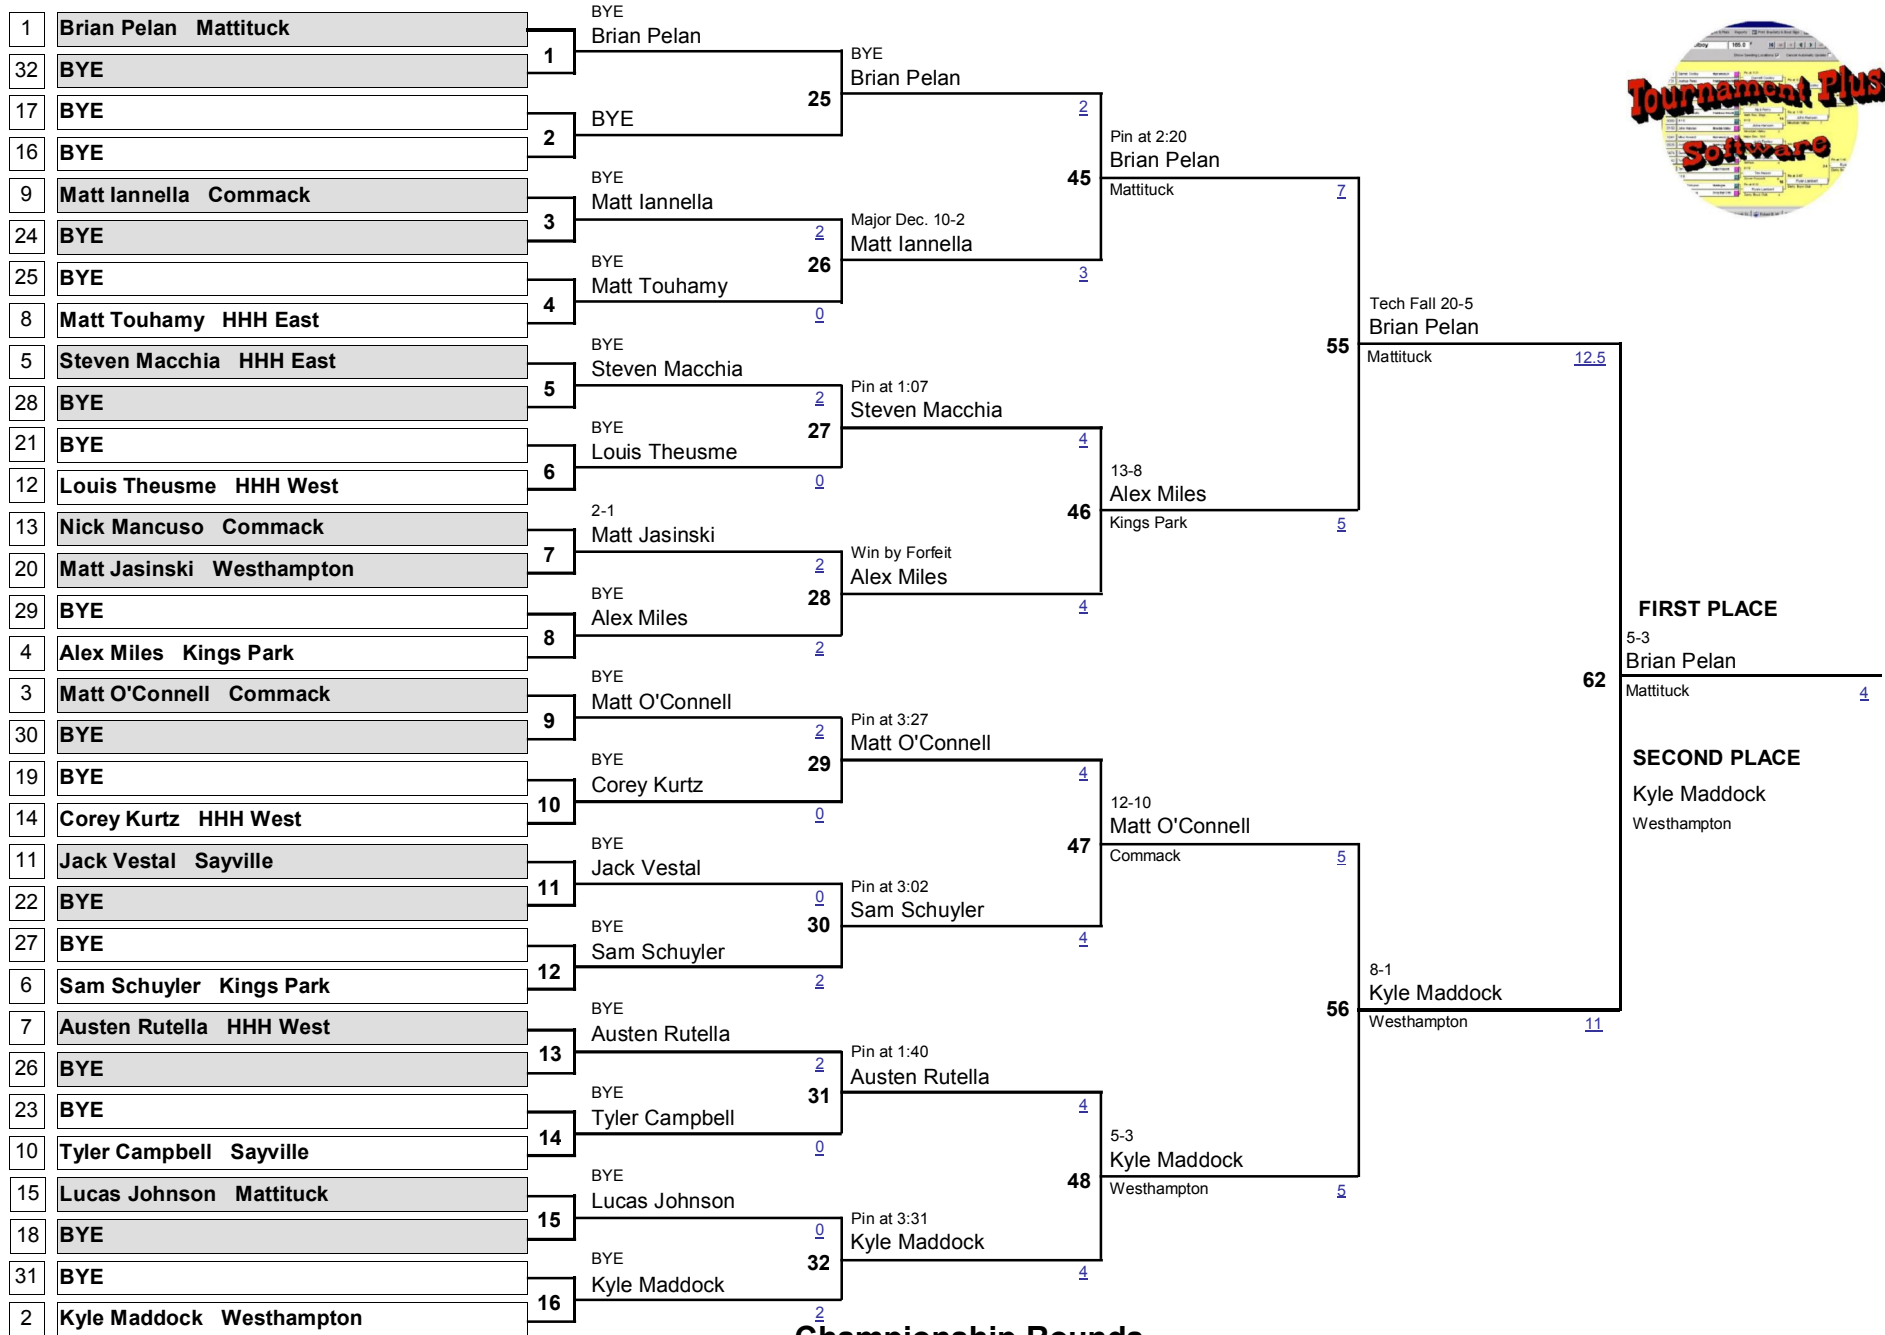 1 Brian Pelan Mattituck
32 BYE
17 BYE
16 BYE
9 Matt Iannella Commack
24 BYE
25 BYE
8 Matt Touhamy HHH East
5 Steven Macchia HHH East
28 BYE
21 BYE
12 Louis Theusme HHH West
13 Nick Mancuso Commack
20 Matt Jasinski Westhampton
29 BYE
4 Alex Miles Kings Park
3 Matt O'Connell Commack
30 BYE
19 BYE
14 Corey Kurtz HHH West
11 Jack Vestal Sayville
22 BYE
27 BYE
6 Sam Schuyler Kings Park
7 Austen Rutella HHH West
26 BYE
23 BYE
10 Tyler Campbell Sayville
15 Lucas Johnson Mattituck
18 BYE
31 BYE
2 Kyle Maddock Westhampton
1
2
3
4
5
6
7
8
9
10
11
12
13
14
15
16
BYE
Brian Pelan
25
BYE
BYE
Matt Iannella
2
26
BYE
Matt Touhamy
0
BYE
Steven Macchia
2
27
BYE
Louis Theusme
0
2-1
Matt Jasinski
2
28
BYE
Alex Miles
2
BYE
Matt O'Connell
2
29
BYE
Corey Kurtz
0
BYE
Jack Vestal
0
30
BYE
Sam Schuyler
2
BYE
Austen Rutella
2
31
BYE
Tyler Campbell
0
BYE
Lucas Johnson
0
32
BYE
Kyle Maddock
2
BYE
Brian Pelan
2
45
Major Dec. 10-2
Matt Iannella
3
Pin at 1:07
Steven Macchia
4
46
Win by Forfeit
Alex Miles
4
Pin at 3:27
Matt O'Connell
4
47
Pin at 3:02
Sam Schuyler
4
Pin at 1:40
Austen Rutella
4
48
Pin at 3:31
Kyle Maddock
4
Pin at 2:20
Brian Pelan
Mattituck
7
55
13-8
Alex Miles
Kings Park
5
12-10
Matt O'Connell
Commack
5
56
5-3
Kyle Maddock
Westhampton
5
Tech Fall 20-5
Brian Pelan
Mattituck
12.5
62
8-1
Kyle Maddock
Westhampton
11
FIRST PLACE
5-3
Brian Pelan
Mattituck
4
SECOND PLACE
Kyle Maddock
Westhampton
Tournament Plus
Software
Championship Rounds